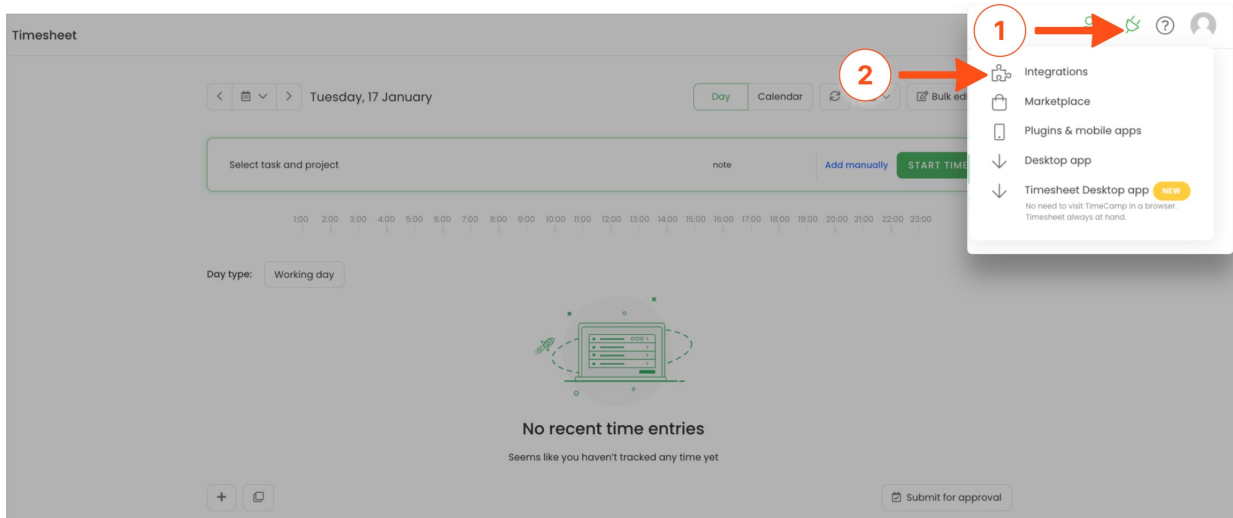 Timesheet
1
2
Integrations
Marketplace
Plugins & mobile apps
Desktop app
Timesheet Desktop app NEW
No need to visit TimeCamp in a browser.
Timesheet always at hand.
Tuesday, 17 January
Day Calendar
Bulk edi
Select task and project note Add manually START TIME
1:00 2:00 3:00 4:00 5:00 6:00 7:00 8:00 9:00 10:00 11:00 12:00 13:00 14:00 15:00 16:00 17:00 18:00 19:00 20:00 21:00 22:00 23:00
Day type: Working day
No recent time entries
Seems like you haven't tracked any time yet
Submit for approval